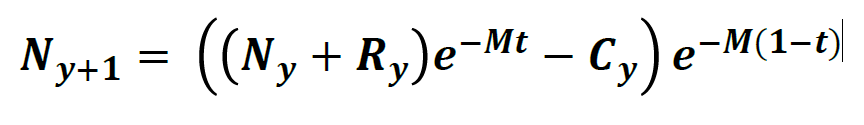 N_{y+1} = ((N_y + R_y)e^{-Mt} − C_y) e^{-M(1-t)}